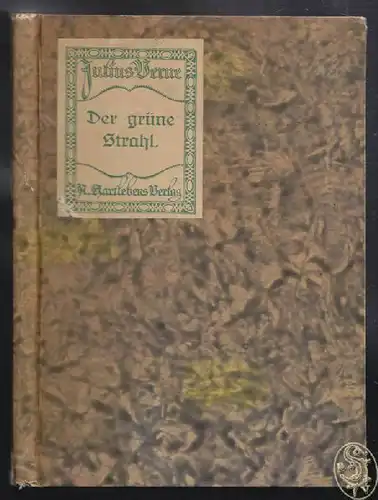 Julius Verne
Der grüne
Strahl.
A. Hartlebens Verlag